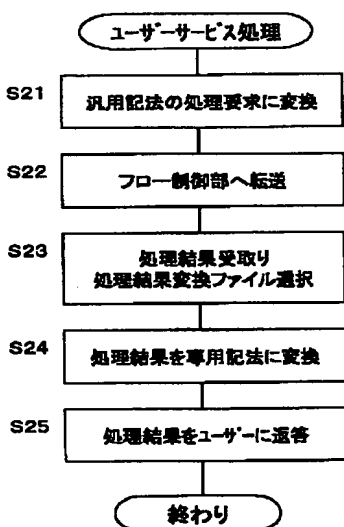 ユーザーサービス処理
S21
汎用記法の処理要求に変換
S22
フロー制御部へ転送
S23
処理結果受取り
処理結果変換ファイル選択
S24
処理結果を専用記法に変換
S25
処理結果をユーザーに返答
終わり